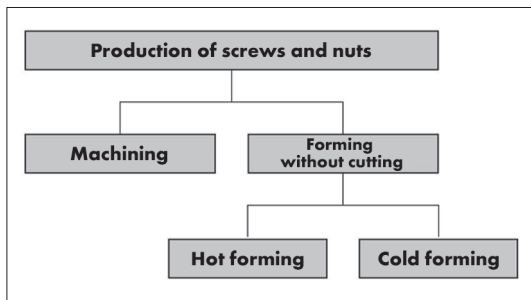 Production of screws and nuts
Machining
Forming
without cutting
Hot forming
Cold forming